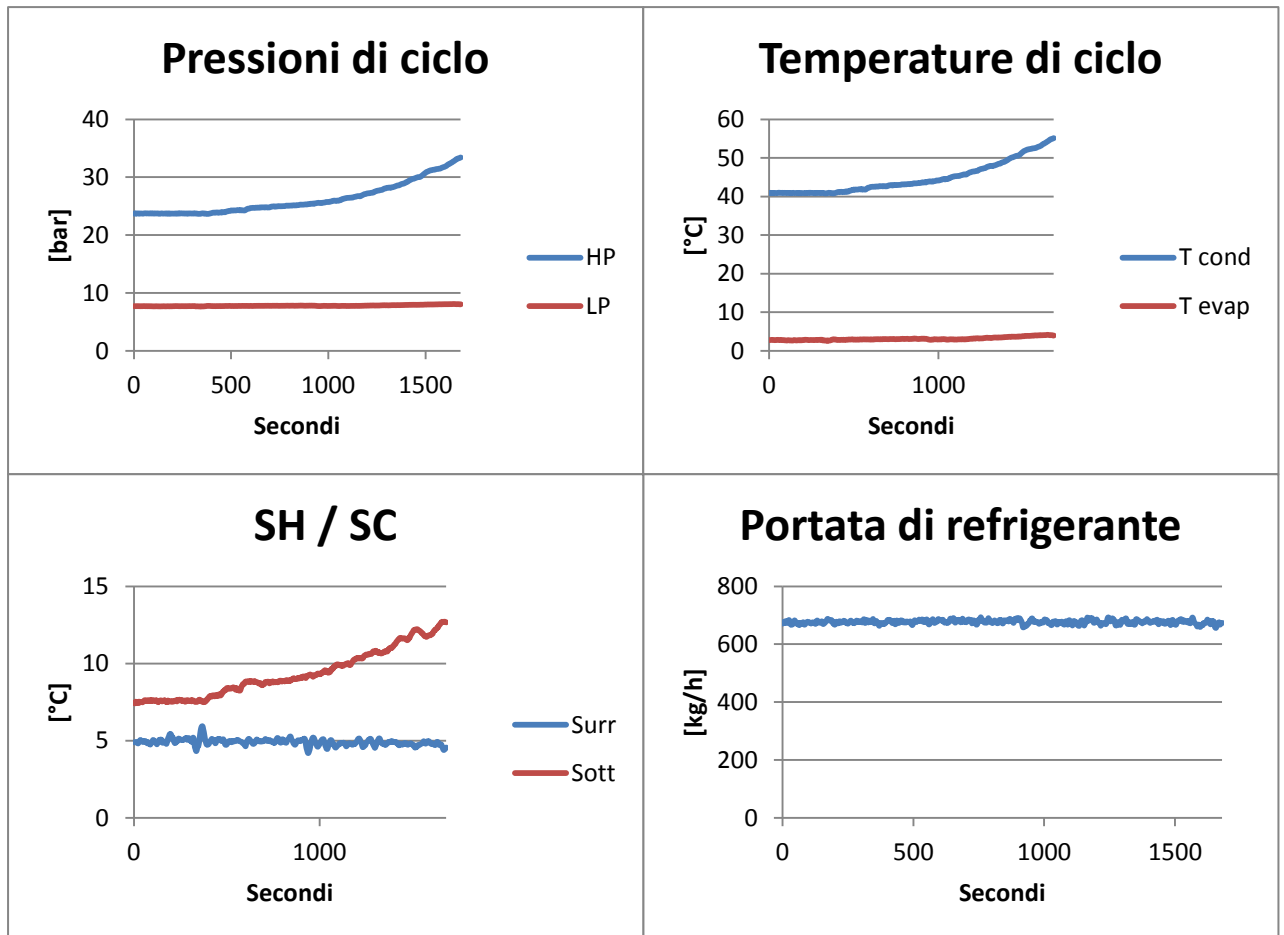 Pressioni di ciclo
40
30
20
10
0
[bar]
0 500 1000 1500
Secondi
HP
LP
Temperature di ciclo
60
50
40
30
20
10
0
[°C]
0 1000
Secondi
T cond
T evap
SH / SC
15
10
5
0
[°C]
0 1000
Secondi
Surr
Sott
Portata di refrigerante
800
600
400
200
0
[kg/h]
0 500 1000 1500
Secondi